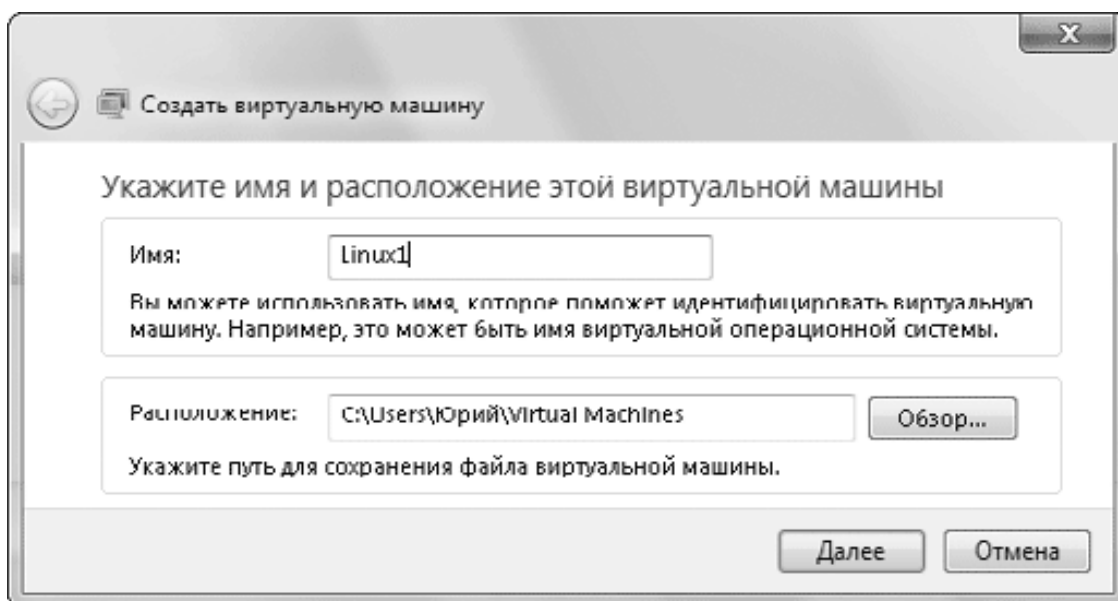 Создать виртуальную машину
Укажите имя и расположение этой виртуальной машины
Имя: Linux1
Вы можете использовать имя, которое поможет идентифицировать виртуальную
машину. Например, это может быть имя виртуальной операционной системы.
Расположение: C:\Users\Юрий\Virtual Machines Обзор...
Укажите путь для сохранения файла виртуальной машины.
Далее Отмена